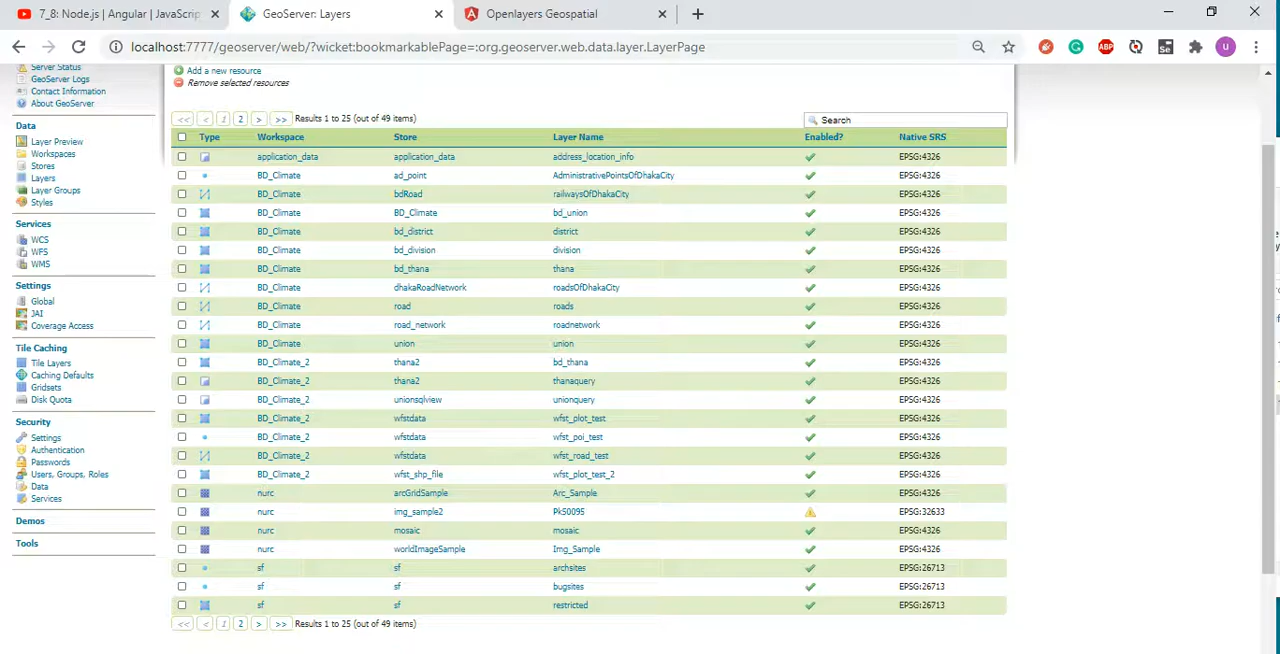 7_8: Node.js | Angular | JavaScrip
GeoServer: Layers
Openlayers Geospatial
localhost:7777/geoserver/web/?wicket:bookmarkablePage=:org.geoserver.web.data.layer.LayerPage
ABP
Se
U
Server Status
GeoServer Logs
Contact Information
About GeoServer
Data
Layer Preview
Workspaces
Stores
Layers
Layer Groups
Styles
Services
WCS
WFS
WMS
Settings
Global
JAI
Coverage Access
Tile Caching
Tile Layers
Caching Defaults
Gridsets
Disk Quota
Security
Settings
Authentication
Passwords
Users, Groups, Roles
Data
Services
Demos
Tools
Add a new resource
Remove selected resources
<< < 1 2 > >> Results 1 to 25 (out of 49 items) Search
Type Workspace Store Layer Name Enabled? Native SRS
application_data application_data address_location_info EPSG:4326
BD_Climate ad_point AdministrativePointsOfDhakaCity EPSG:4326
BD_Climate bdRoad railwaysOfDhakaCity EPSG:4326
BD_Climate BD_Climate bd_union EPSG:4326
BD_Climate bd_district district EPSG:4326
BD_Climate bd_division division EPSG:4326
BD_Climate bd_thana thana EPSG:4326
BD_Climate dhakaRoadNetwork roadsOfDhakaCity EPSG:4326
BD_Climate road roads EPSG:4326
BD_Climate road_network roadnetwork EPSG:4326
BD_Climate union union EPSG:4326
BD_Climate_2 thana2 bd_thana EPSG:4326
BD_Climate_2 thana2 thanaquery EPSG:4326
BD_Climate_2 unionsqlview unionquery EPSG:4326
BD_Climate_2 wfstdata wfst_plot_test EPSG:4326
BD_Climate_2 wfstdata wfst_poi_test EPSG:4326
BD_Climate_2 wfstdata wfst_road_test EPSG:4326
BD_Climate_2 wfst_shp_file wfst_plot_test_2 EPSG:4326
nurc arcGridSample Arc_Sample EPSG:4326
nurc img_sample2 Pk50095 EPSG:32633
nurc mosaic mosaic EPSG:4326
nurc worldImageSample Img_Sample EPSG:4326
sf sf archsites EPSG:26713
sf sf bugsites EPSG:26713
sf sf restricted EPSG:26713
<< < 1 2 > >> Results 1 to 25 (out of 49 items)